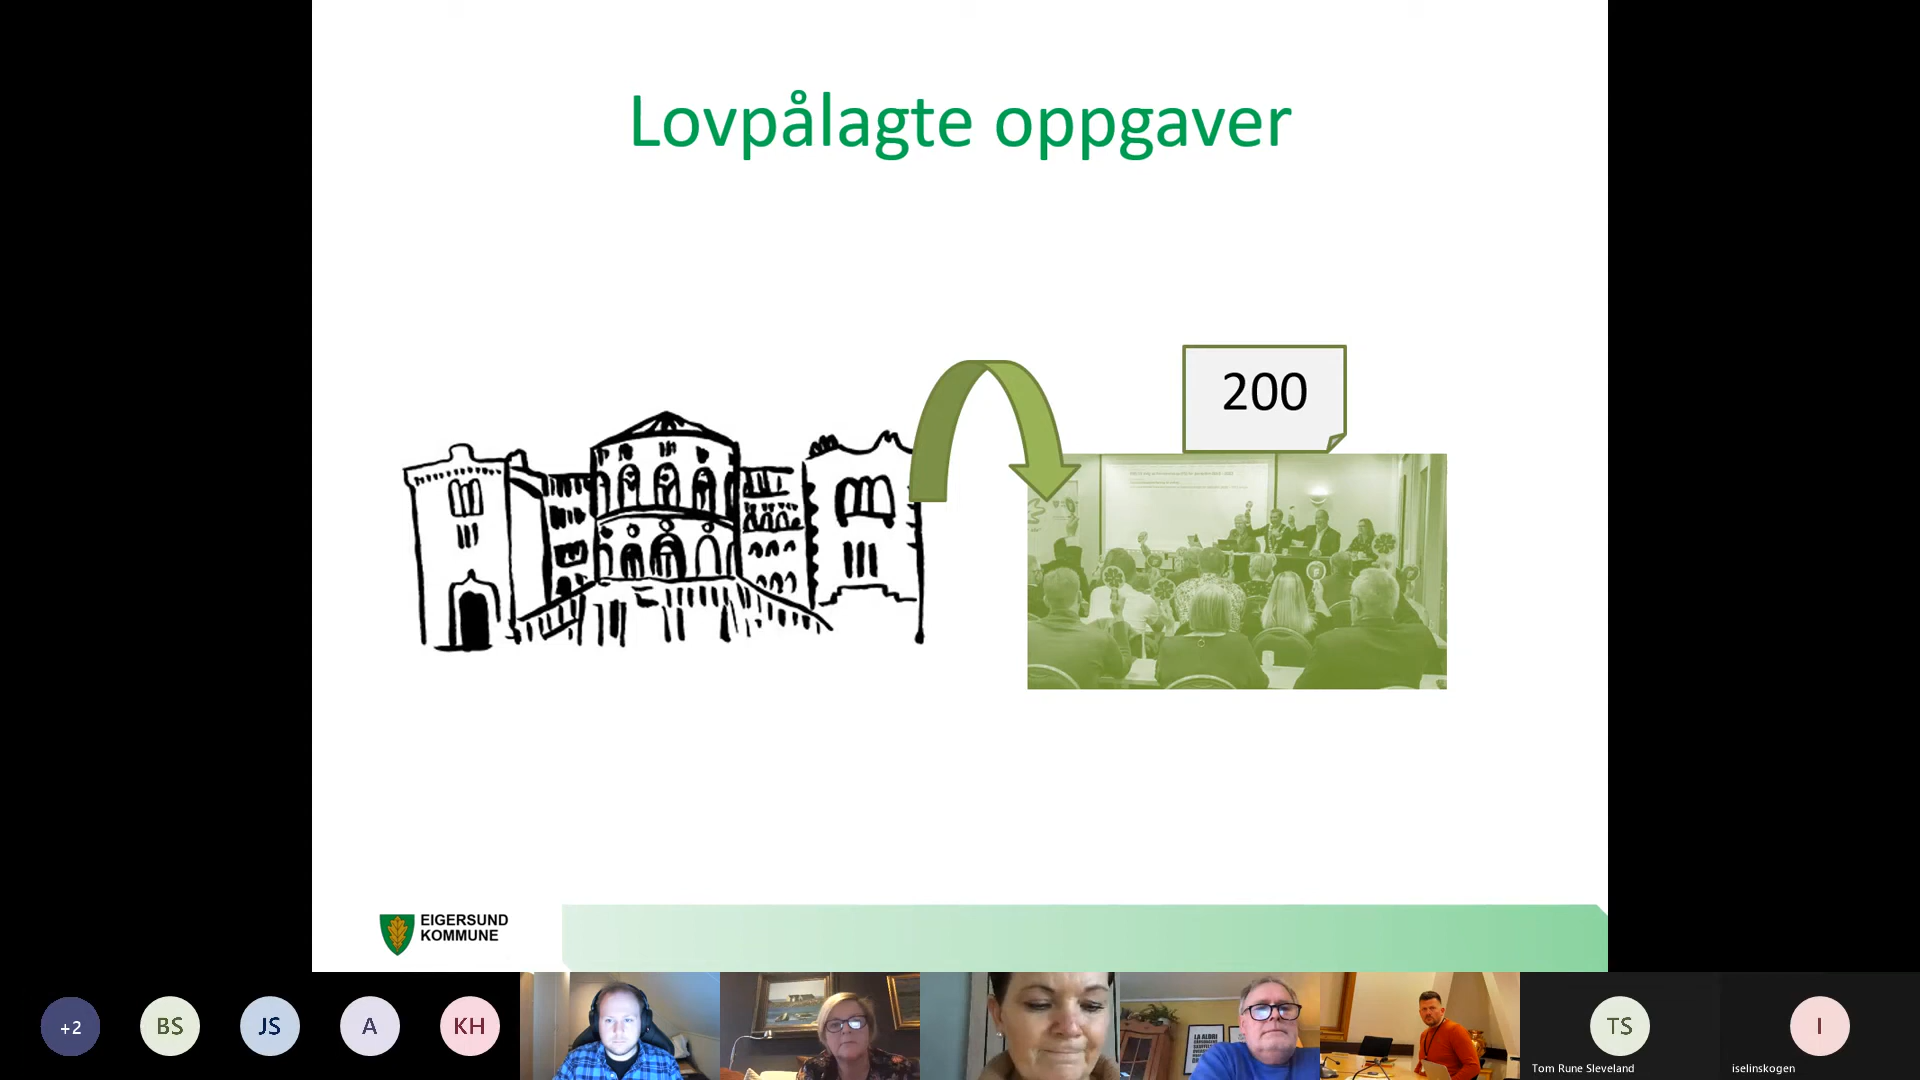 Lovpålagte oppgaver
200
EIGERSUND
KOMMUNE
+2
BS
JS
A
KH
TS
I
Tom Rune Sleveland
iselinskogen